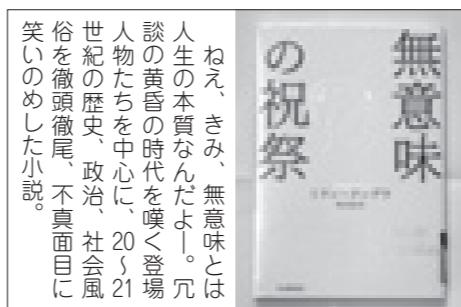 ねえ、きみ、無意味とは
人生の本質なんだよー。冗
談の黄昏の時代を嘆く登場
人物たちを中心に、20〜21
世紀の歴史、政治、社会風
俗を徹頭徹尾、不真面目に
笑いのめした小説。
無意味
の祝祭